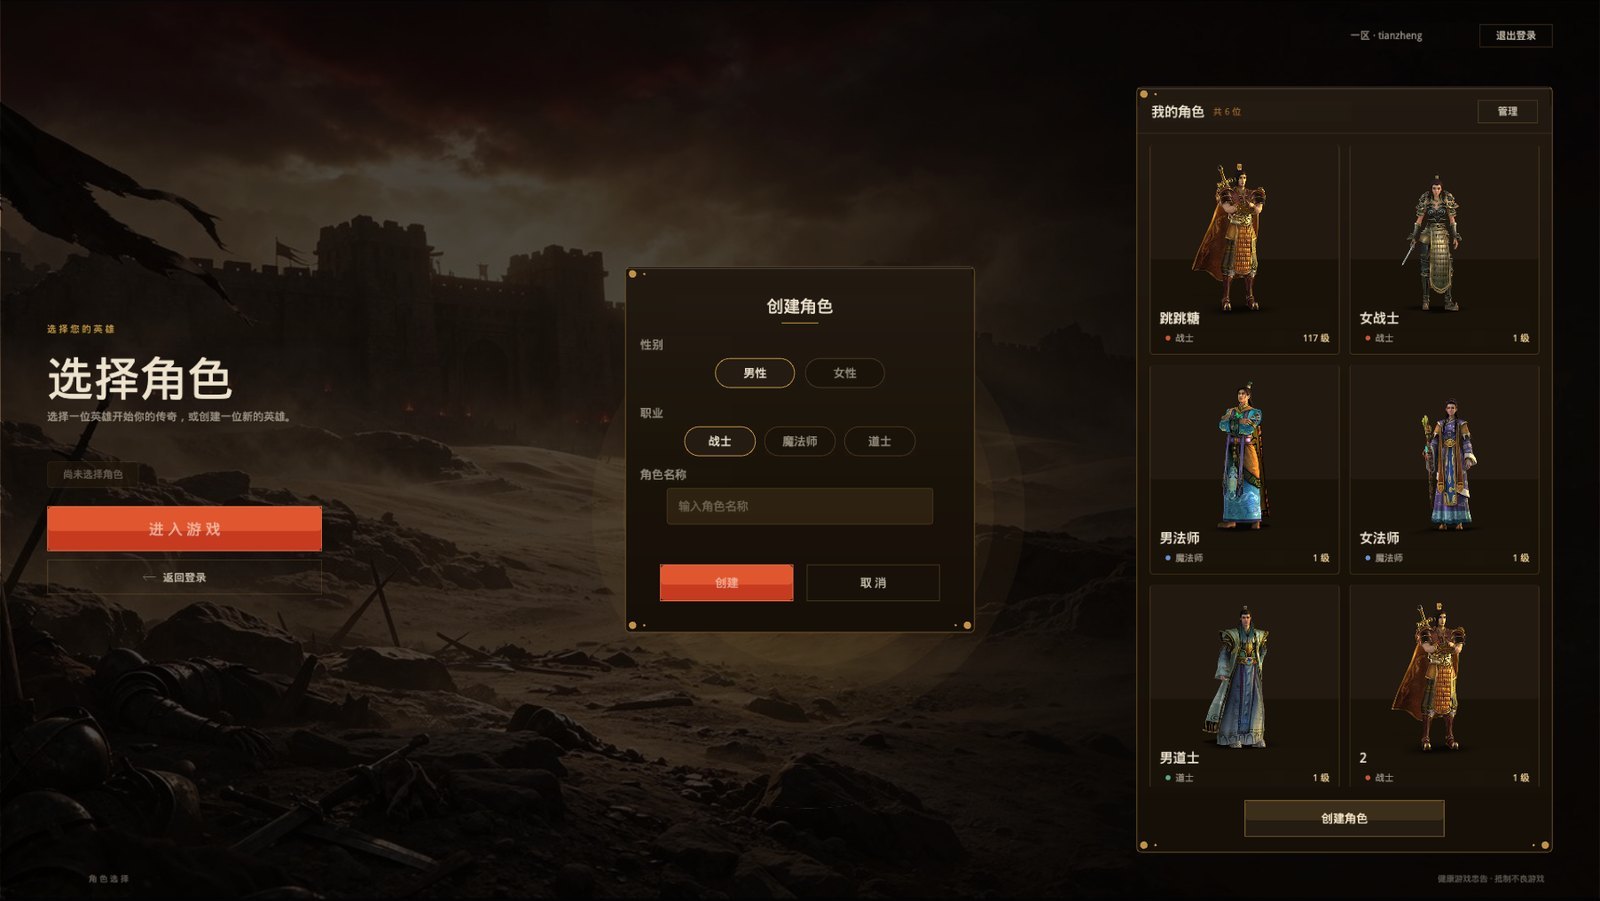 一区 · tianzheng
退出登录
选择您的英雄
选择角色
选择一位英雄开始你的传奇，或创建一位新的英雄。
尚未选择角色
进入游戏
← 返回登录
创建角色
性别
男性 女性
职业
战士 魔法师 道士
角色名称
输入角色名称
创建 取消
我的角色 共 6 位
管理
跳跳糖
战士 117 级
女战士
战士 1 级
男法师
魔法师 1 级
女法师
魔法师 1 级
男道士
道士 1 级
2
战士 1 级
创建角色
角色选择
健康游戏忠告 · 抵制不良游戏